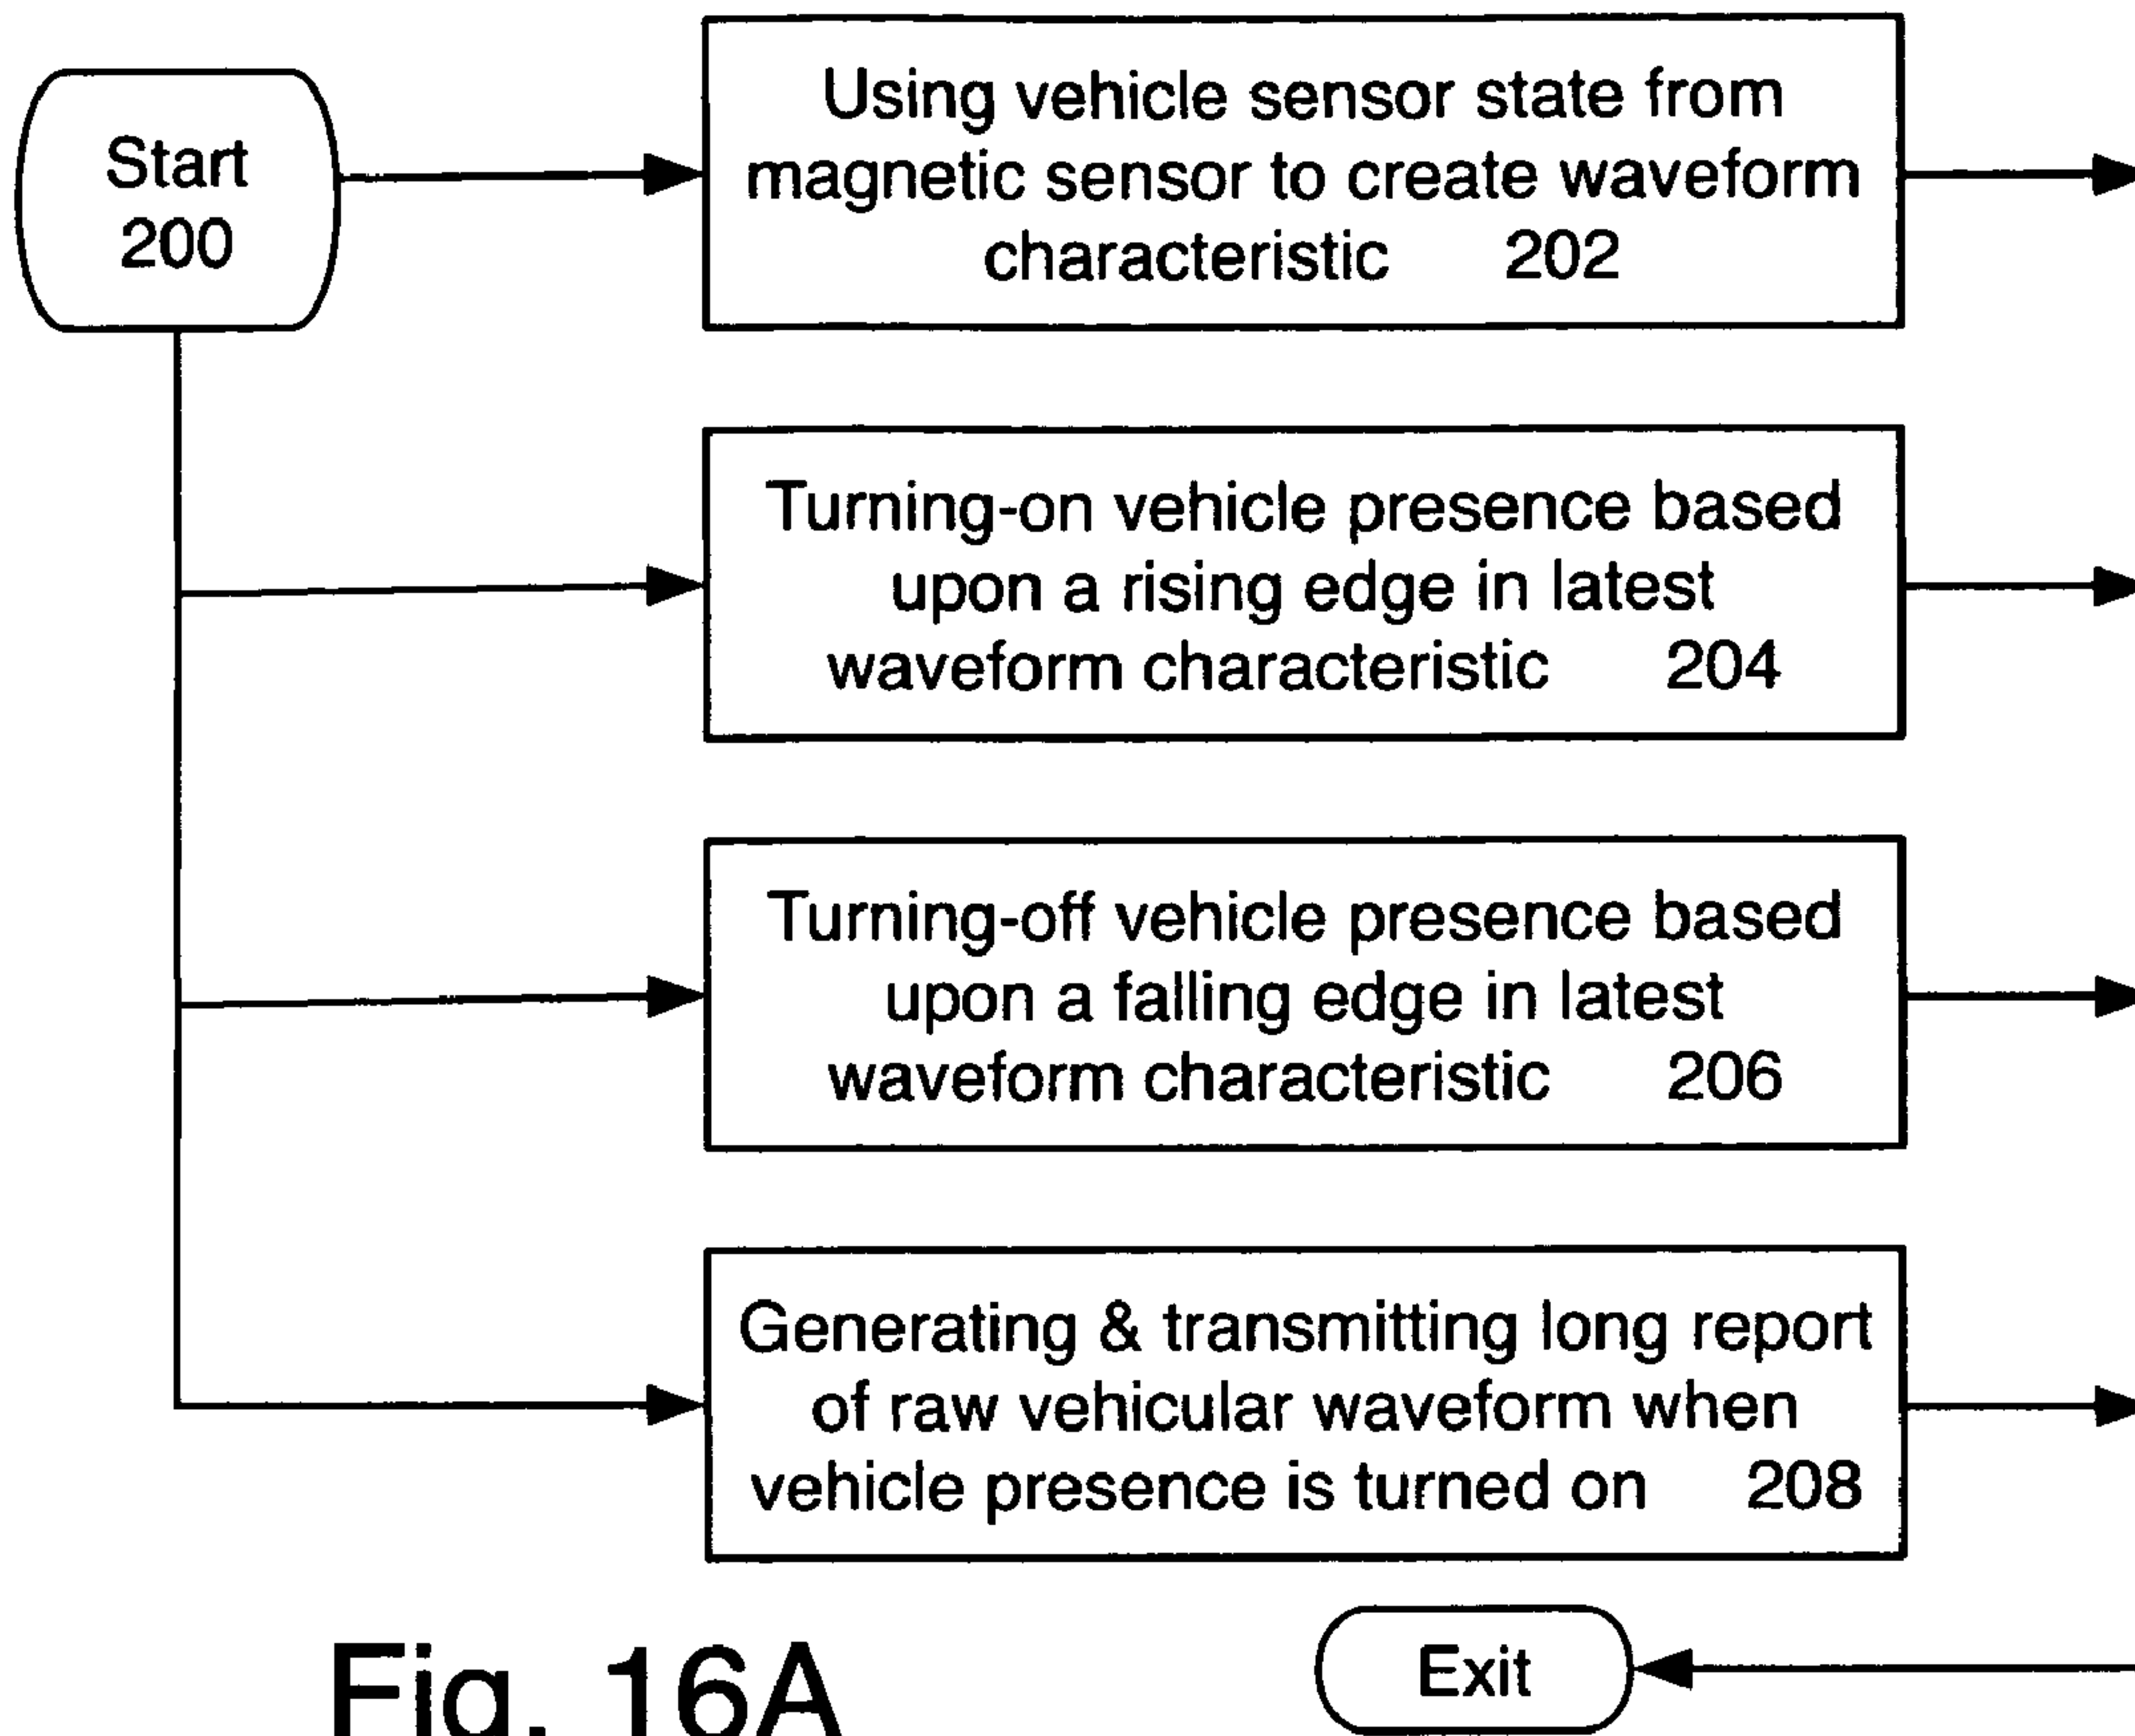 Start
200
Using vehicle sensor state from
magnetic sensor to create waveform
characteristic 202
Turning-on vehicle presence based
upon a rising edge in latest
waveform characteristic 204
Turning-off vehicle presence based
upon a falling edge in latest
waveform characteristic 206
Generating & transmitting long report
of raw vehicular waveform when
vehicle presence is turned on 208
Exit
Fig. 16A